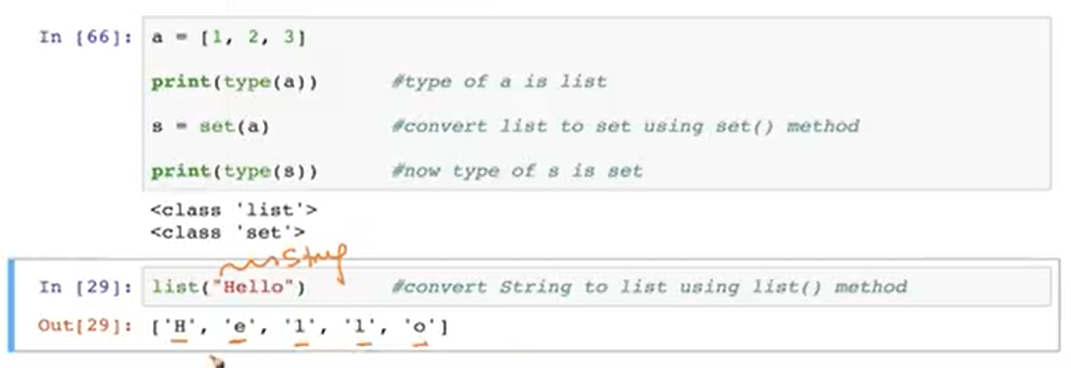 In [66]: a = [1, 2, 3]
print(type(a)) #type of a is list
s = set(a) #convert list to set using set() method
print(type(s)) #now type of s is set
<class 'list'>
<class 'set'>
In [29]: list("Hello") #convert String to list using list() method
Out[29]: ['H', 'e', 'l', 'l', 'o']